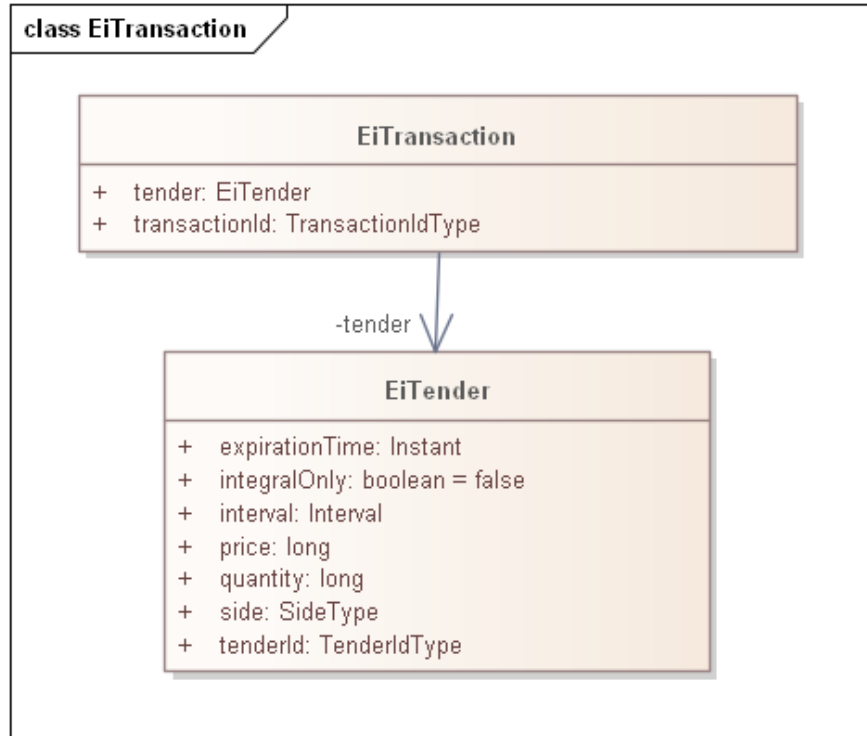 class EiTransaction
EiTransaction
+ tender: EiTender
+ transactionId: TransactionIdType
-tender
EiTender
+ expirationTime: Instant
+ integralOnly: boolean = false
+ interval: Interval
+ price: long
+ quantity: long
+ side: SideType
+ tenderId: TenderIdType